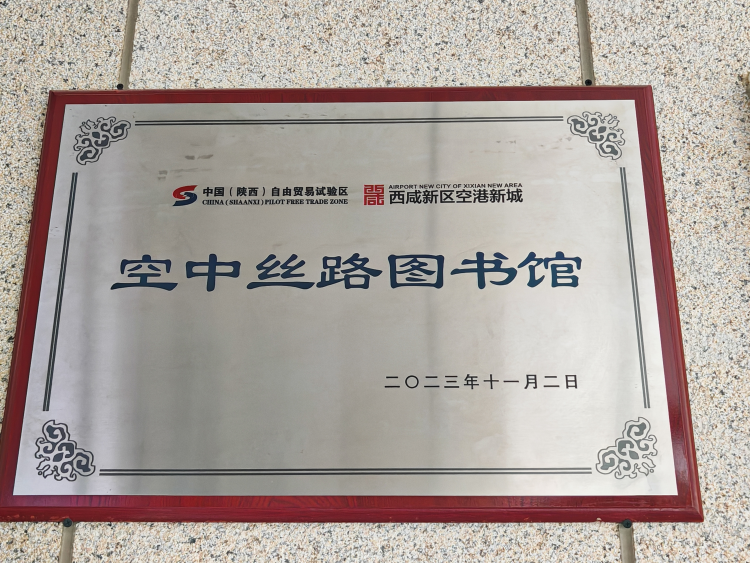 中国（陕西）自由贸易试验区
CHINA (SHAANXI) PILOT FREE TRADE ZONE
西咸
AIRPORT NEW CITY OF XIXIAN NEW AREA
西咸新区空港新城
空中丝路图书馆
二〇二三年十一月二日